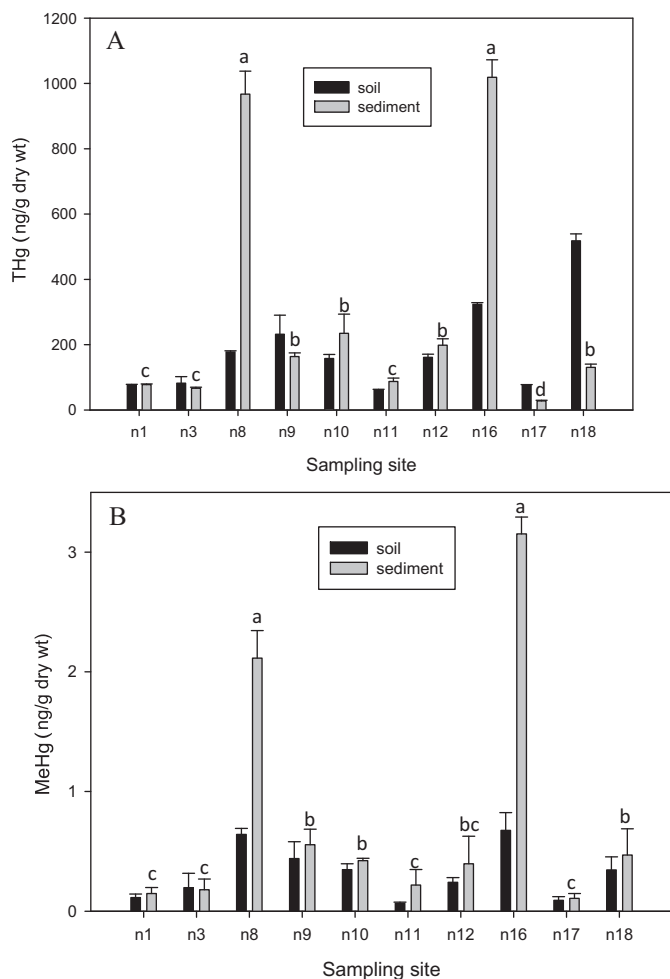 A
1200
1000
800
600
400
200
0
THg (ng/g dry wt)
soil
sediment
c
c
a
b
b
c
b
a
d
b
n1 n3 n8 n9 n10 n11 n12 n16 n17 n18
Sampling site
B
3
2
1
0
MeHg (ng/g dry wt)
soil
sediment
c
c
a
b
b
c
bc
a
c
b
n1 n3 n8 n9 n10 n11 n12 n16 n17 n18
Sampling site